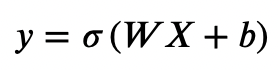 y = σ(WX + b)